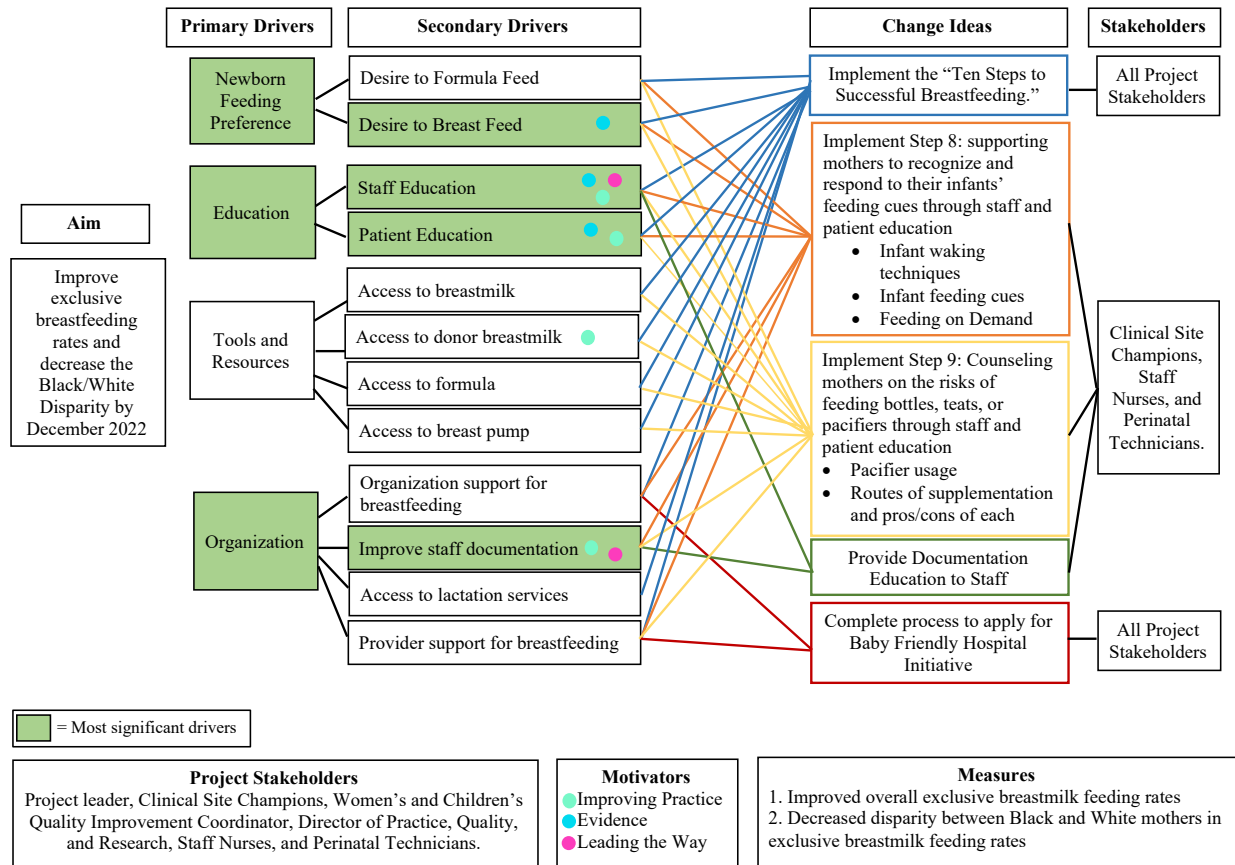 Primary Drivers
Secondary Drivers
Change Ideas
Stakeholders
Aim
Improve
exclusive
breastfeeding
rates and
decrease the
Black/White
Disparity by
December 2022
Newborn
Feeding
Preference
Education
Tools and
Resources
Organization
Desire to Formula Feed
Desire to Breast Feed
Staff Education
Patient Education
Access to breastmilk
Access to donor breastmilk
Access to formula
Access to breast pump
Organization support for
breastfeeding
Improve staff documentation
Access to lactation services
Provider support for breastfeeding
Implement the “Ten Steps to
Successful Breastfeeding.”
Implement Step 8: supporting
mothers to recognize and
respond to their infants’
feeding cues through staff and
patient education
• Infant waking
techniques
• Infant feeding cues
• Feeding on Demand
Implement Step 9: Counseling
mothers on the risks of
feeding bottles, teats, or
pacifiers through staff and
patient education
• Pacifier usage
• Routes of supplementation
and pros/cons of each
Provide Documentation
Education to Staff
Complete process to apply for
Baby Friendly Hospital
Initiative
All Project
Stakeholders
Clinical Site
Champions,
Staff
Nurses, and
Perinatal
Technicians.
All Project
Stakeholders
= Most significant drivers
Project Stakeholders
Project leader, Clinical Site Champions, Women’s and Children’s
Quality Improvement Coordinator, Director of Practice, Quality,
and Research, Staff Nurses, and Perinatal Technicians.
Motivators
Improving Practice
Evidence
Leading the Way
Measures
1. Improved overall exclusive breastmilk feeding rates
2. Decreased disparity between Black and White mothers in
exclusive breastmilk feeding rates